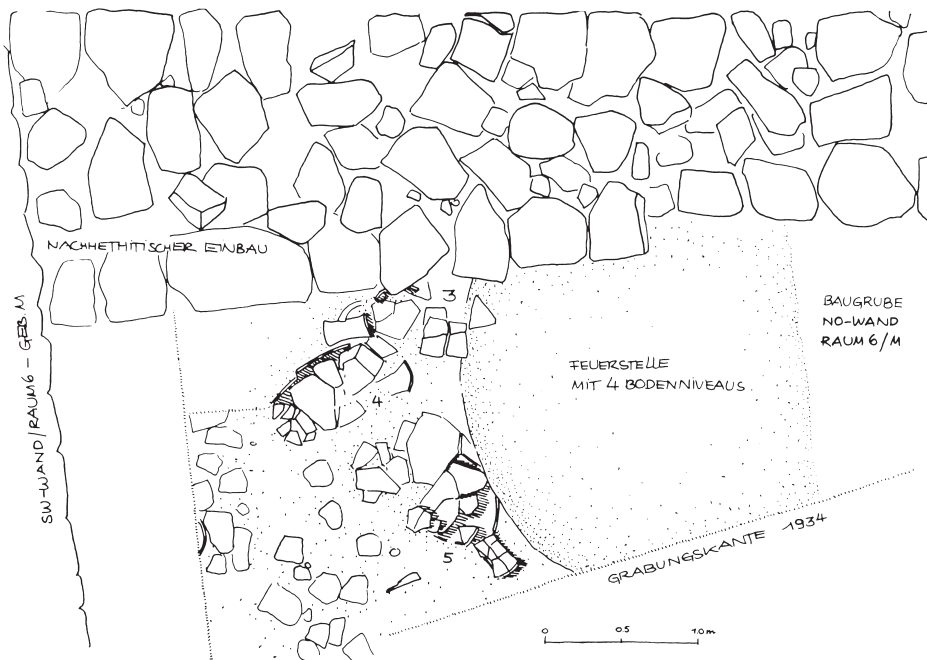 NACHHETHITISCHER EINBAU
SW-WAND/RAUM 6 - GEB. M
3
4
5
FEUERSTELLE
MIT 4 BODENNIVEAUS
BAUGRUBE
NO-WAND
RAUM 6/M
GRABUNGSKANTE 1934
0 0.5 1.0 m